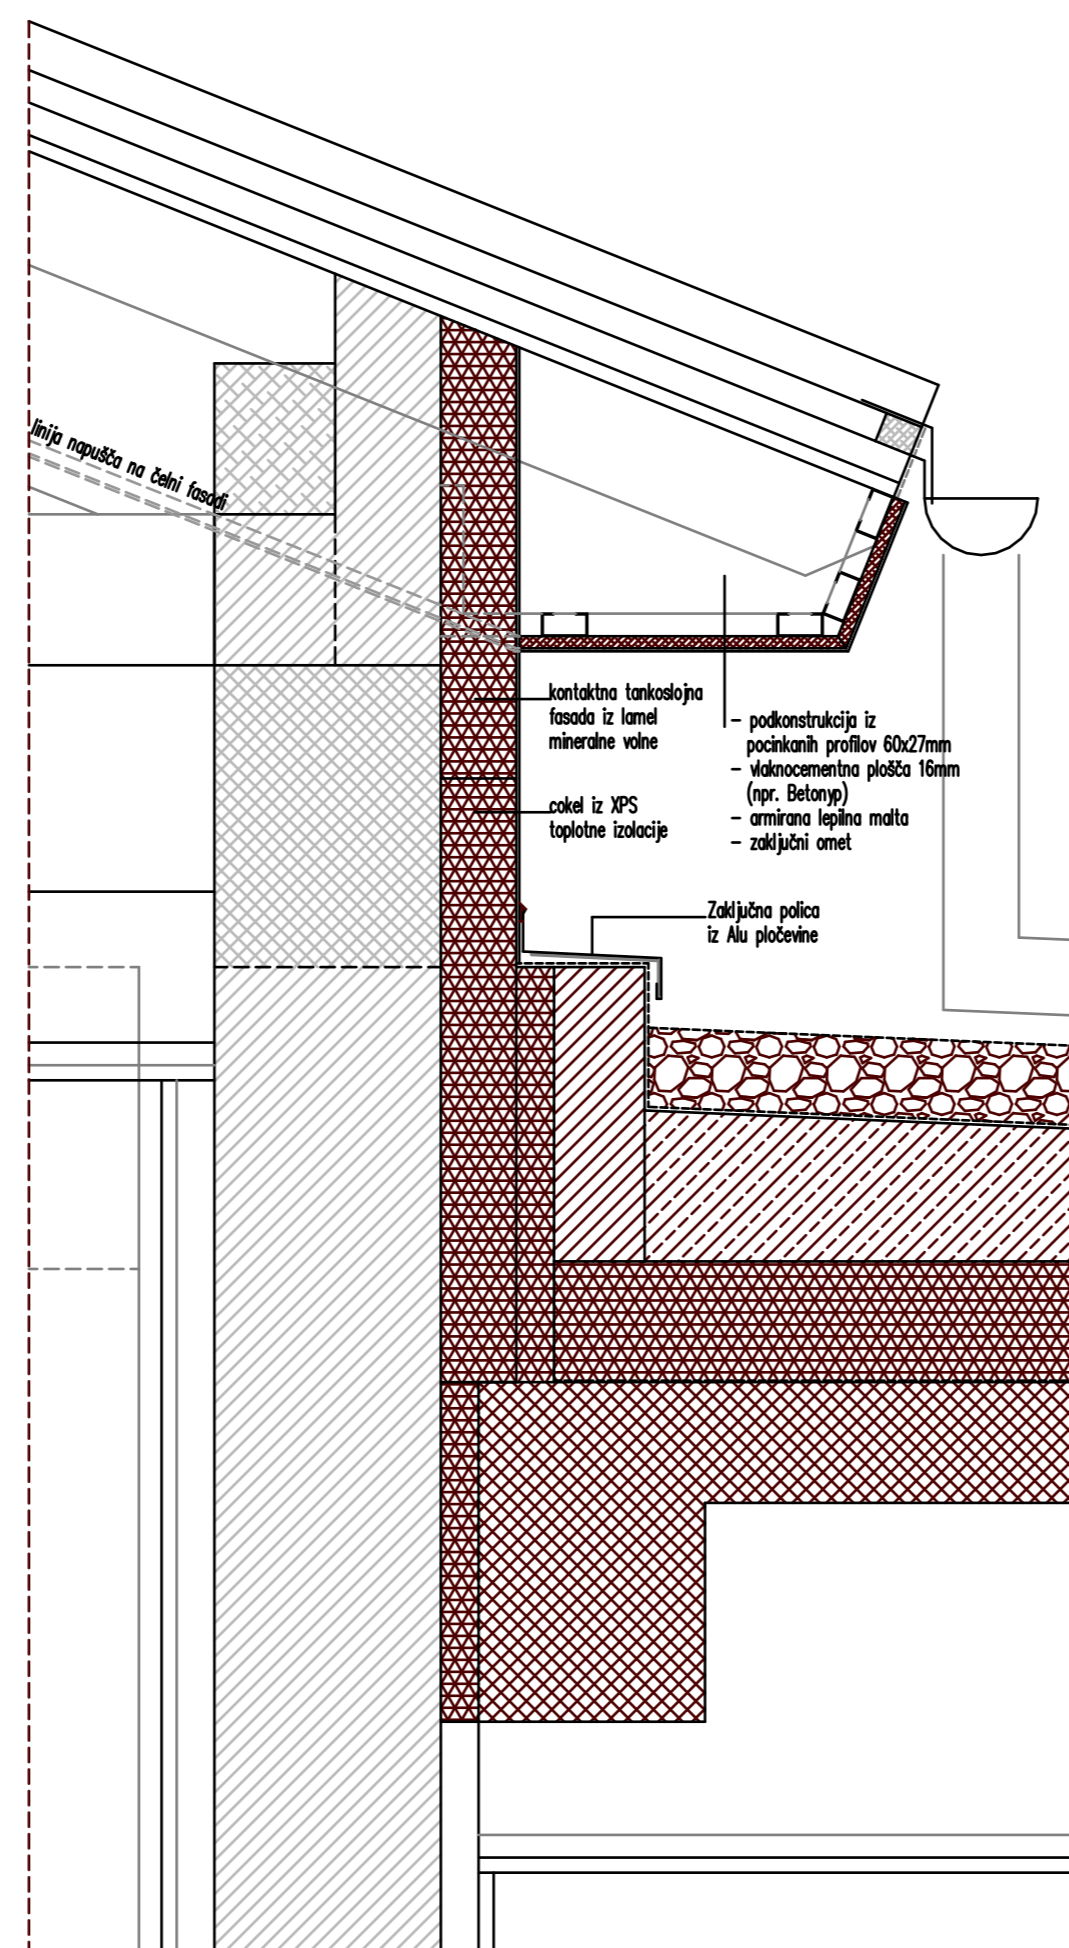 linija napušča na čelni fasadi
kontaktna tankoslojna
fasada iz lamel
mineralne volne
– podkonstrukcija iz
pocinkanih profilov 60x27mm
– vlaknocementna plošča 16mm
(npr. Betonyp)
– armirana lepilna malta
– zaključni omet
cokel iz XPS
toplotne izolacije
Zaključna polica
iz Alu pločevine